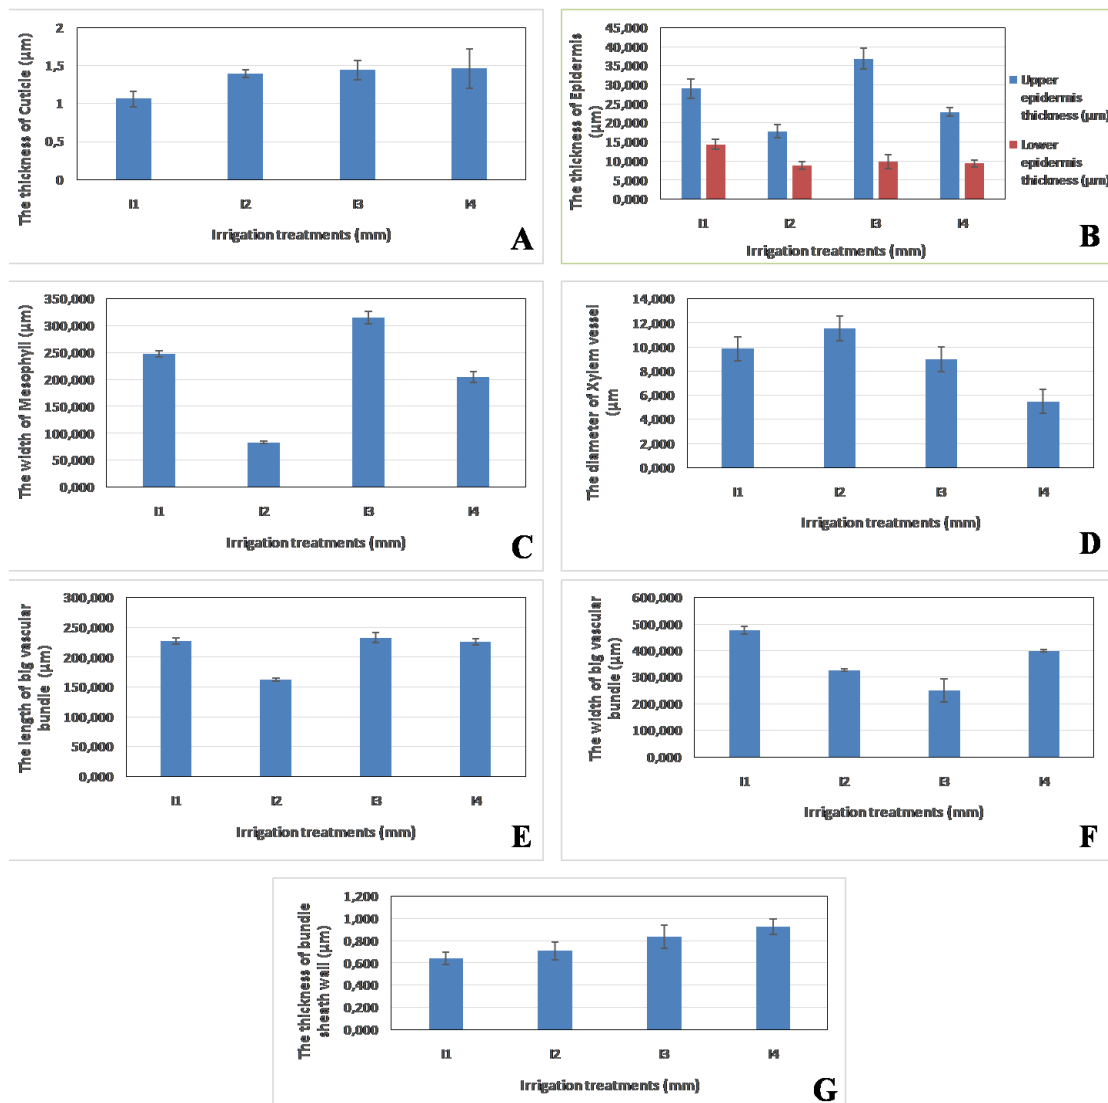 The thickness of Cuticle (µm)
2
1,5
1
0,5
0
I1 I2 I3 I4
Irrigation treatments (mm)
A
The thickness of Epidermis
(µm)
45,000
40,000
35,000
30,000
25,000
20,000
15,000
10,000
5,000
0,000
I1 I2 I3 I4
Irrigation treatments (mm)
Upper
epidermis
thickness (µm)
Lower
epidermis
thickness (µm)
B
The width of Mesophyll (µm)
350,000
300,000
250,000
200,000
150,000
100,000
50,000
0,000
I1 I2 I3 I4
Irrigation treatments (mm)
C
The diameter of Xylem vessel
(µm
14,000
12,000
10,000
8,000
6,000
4,000
2,000
0,000
I1 I2 I3 I4
Irrigation treatments (mm)
D
The length of big vascular
bundle (µm)
300,000
250,000
200,000
150,000
100,000
50,000
0,000
I1 I2 I3 I4
Irrigation treatments (mm)
E
The width of big vascular
bundle (µm)
600,000
500,000
400,000
300,000
200,000
100,000
0,000
I1 I2 I3 I4
Irrigation treatments (mm)
F
The thickness of bundle
sheath wall (µm)
1,200
1,000
0,800
0,600
0,400
0,200
0,000
I1 I2 I3 I4
Irrigation treatments (mm)
G